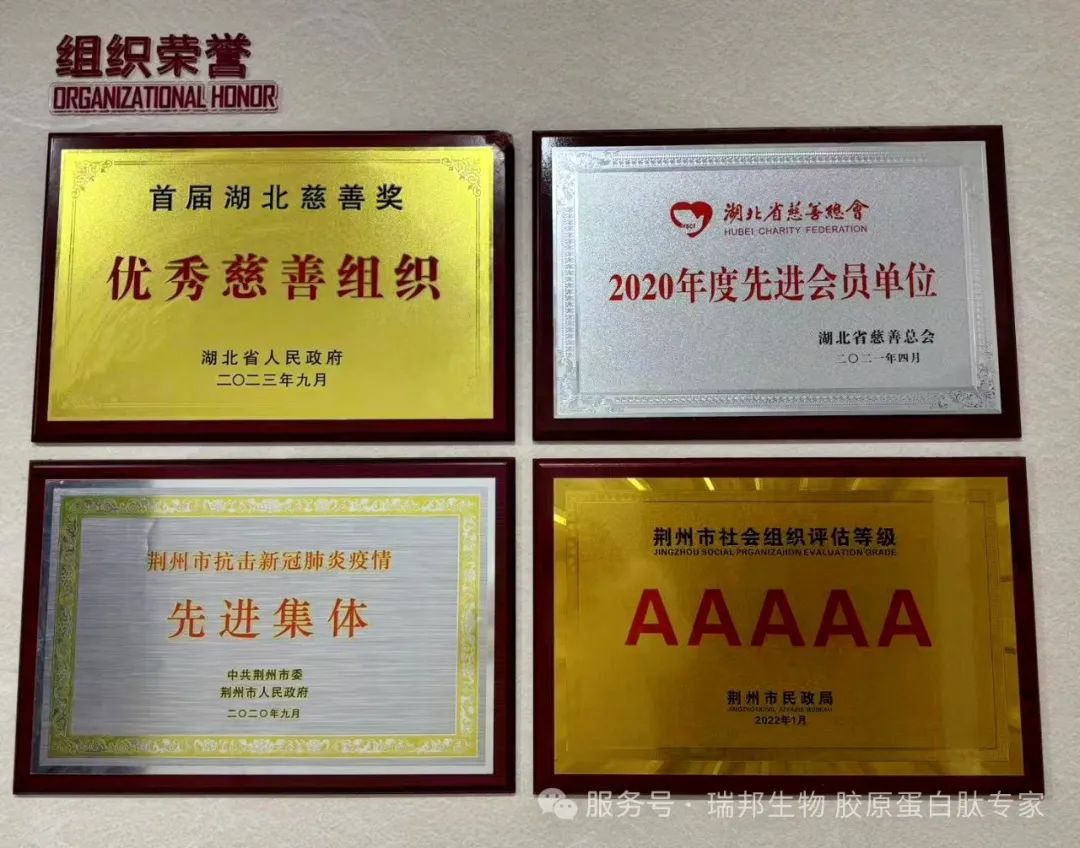 组织荣誉
ORGANIZATIONAL HONOR
首届湖北慈善奖
优秀慈善组织
湖北省人民政府
二〇二三年九月
湖北省慈善總會
HUBEI CHARITY FEDERATION
2020年度先进会员单位
湖北省慈善总会
二〇二一年四月
荆州市抗击新冠肺炎疫情
先进集体
中共荆州市委
荆州市人民政府
二〇二〇年九月
荆州市社会组织评估等级
JINGZHOU SOCIAL PRGANIZAHON EVALUATION GRADE
AAAAA
荆州市民政局
2022年1月
服务号·瑞邦生物 胶原蛋白肽专家